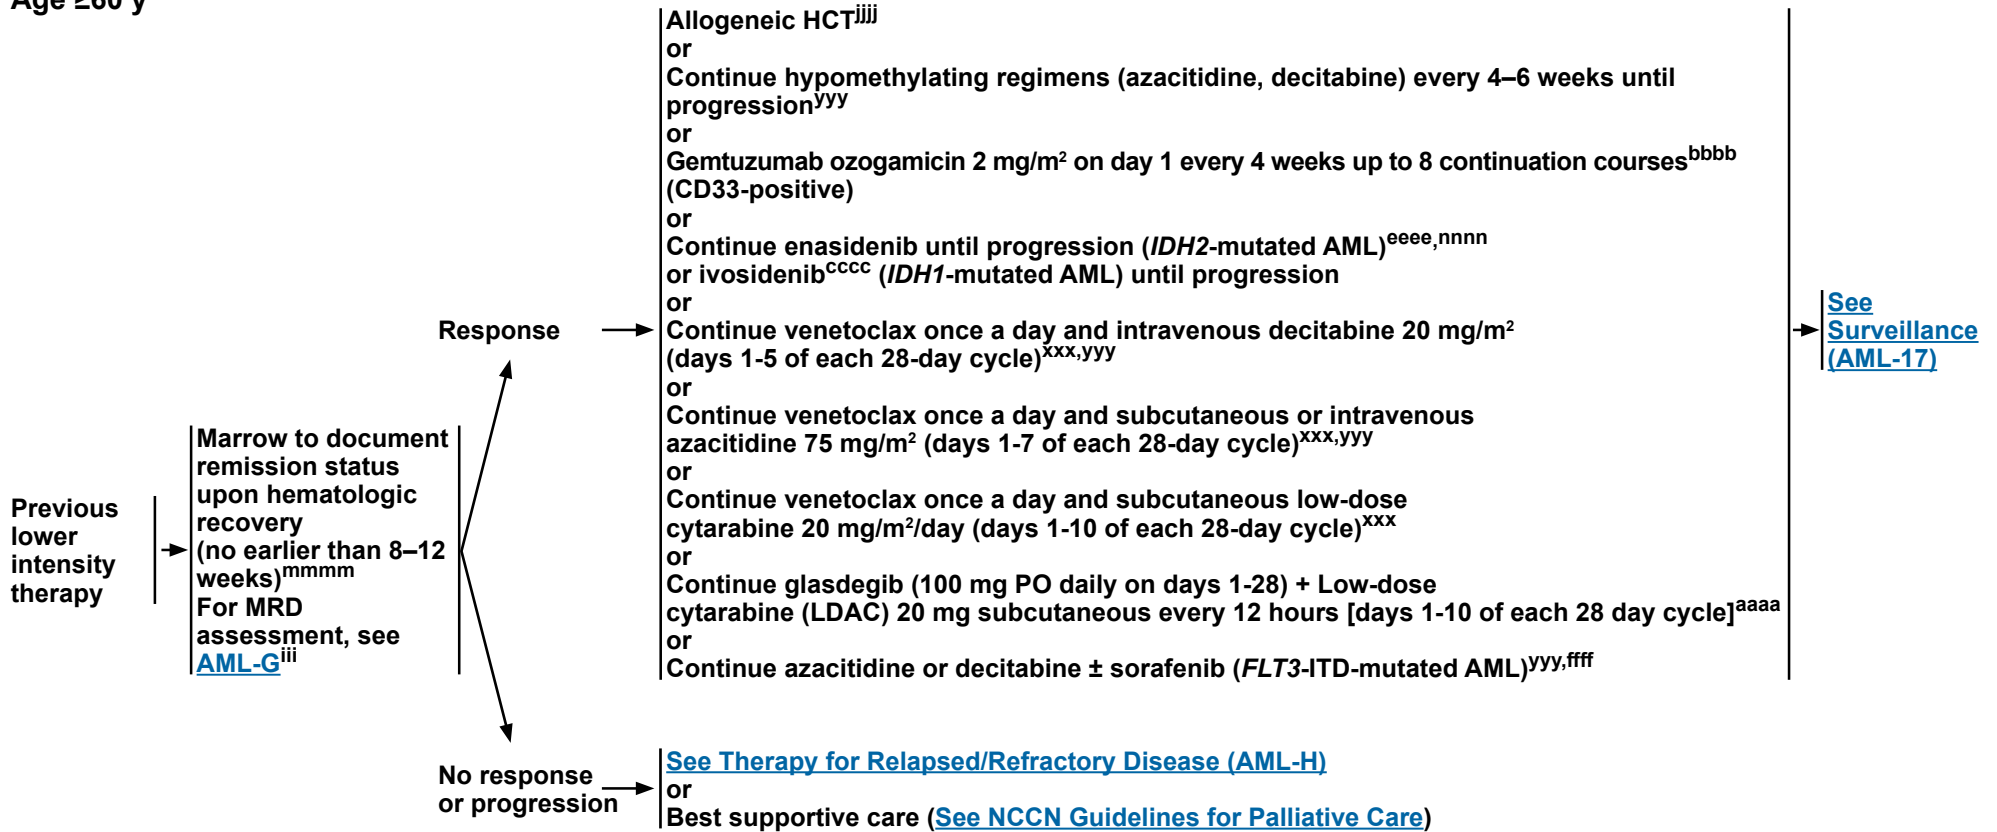 Age ≥60 y
Previous
lower
intensity
therapy
Marrow to document
remission status
upon hematologic
recovery
(no earlier than 8–12
weeks)mmmm
For MRD
assessment, see
AML-Giii
Response
Allogeneic HCTjjjj
or
Continue hypomethylating regimens (azacitidine, decitabine) every 4–6 weeks until
progressionyyy
or
Gemtuzumab ozogamicin 2 mg/m² on day 1 every 4 weeks up to 8 continuation coursesbbbb
(CD33-positive)
or
Continue enasidenib until progression (IDH2-mutated AML)eeee,nnnn
or ivosidenibcccc (IDH1-mutated AML) until progression
or
Continue venetoclax once a day and intravenous decitabine 20 mg/m²
(days 1-5 of each 28-day cycle)xxx,yyy
or
Continue venetoclax once a day and subcutaneous or intravenous
azacitidine 75 mg/m² (days 1-7 of each 28-day cycle)xxx,yyy
or
Continue venetoclax once a day and subcutaneous low-dose
cytarabine 20 mg/m²/day (days 1-10 of each 28-day cycle)xxx
or
Continue glasdegib (100 mg PO daily on days 1-28) + Low-dose
cytarabine (LDAC) 20 mg subcutaneous every 12 hours [days 1-10 of each 28 day cycle]aaaa
or
Continue azacitidine or decitabine ± sorafenib (FLT3-ITD-mutated AML)yyy,ffff
See
Surveillance
(AML-17)
No response
or progression
See Therapy for Relapsed/Refractory Disease (AML-H)
or
Best supportive care (See NCCN Guidelines for Palliative Care)